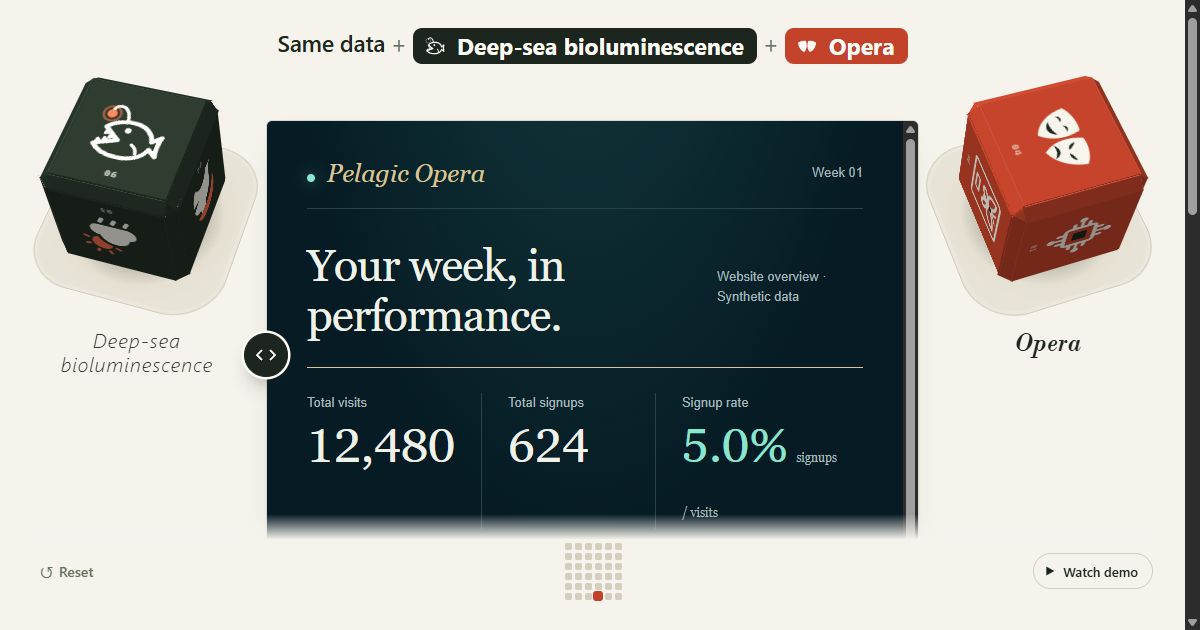 Same data + Deep-sea bioluminescence + Opera
06
04
Pelagic Opera
Week 01
Your week, in
performance.
Website overview ·
Synthetic data
Deep-sea
bioluminescence
Opera
Total visits
Total signups
Signup rate
12,480
624
5.0% signups
/ visits
Reset
Watch demo